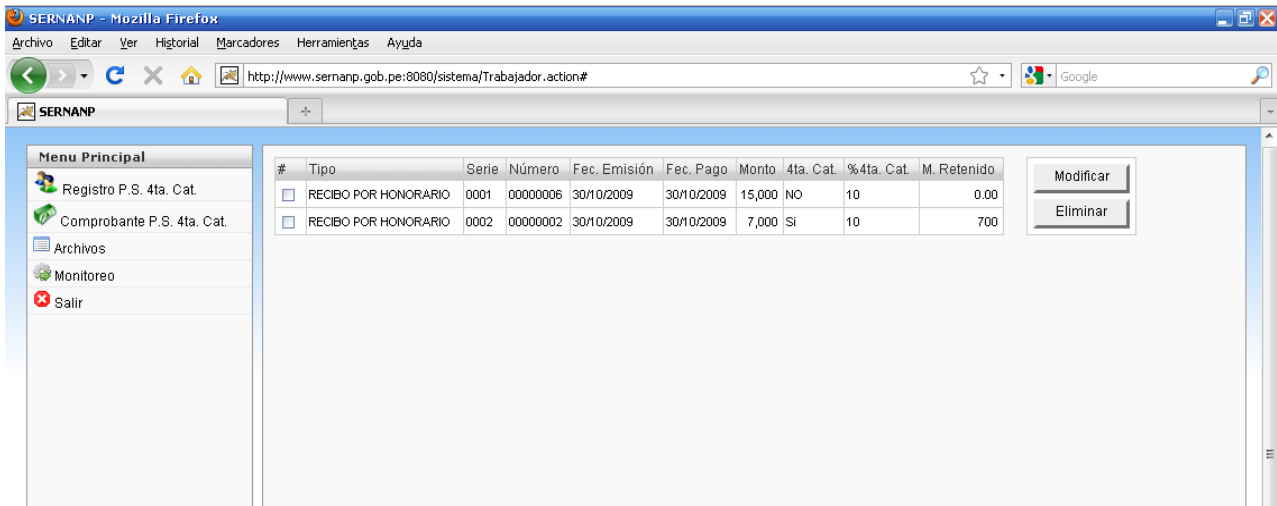 SERNANP - Mozilla Firefox
Archivo Editar Ver Historial Marcadores Herramientas Ayuda
http://www.sernanp.gob.pe:8080/sistema/Trabajador.action#
Google
SERNANP
Menu Principal
Registro P.S. 4ta. Cat.
Comprobante P.S. 4ta. Cat.
Archivos
Monitoreo
Salir
# Tipo Serie Número Fec. Emisión Fec. Pago Monto 4ta. Cat. %4ta. Cat. M. Retenido
RECIBO POR HONORARIO 0001 00000006 30/10/2009 30/10/2009 15,000 NO 10 0.00
RECIBO POR HONORARIO 0002 00000002 30/10/2009 30/10/2009 7,000 Si 10 700
Modificar
Eliminar